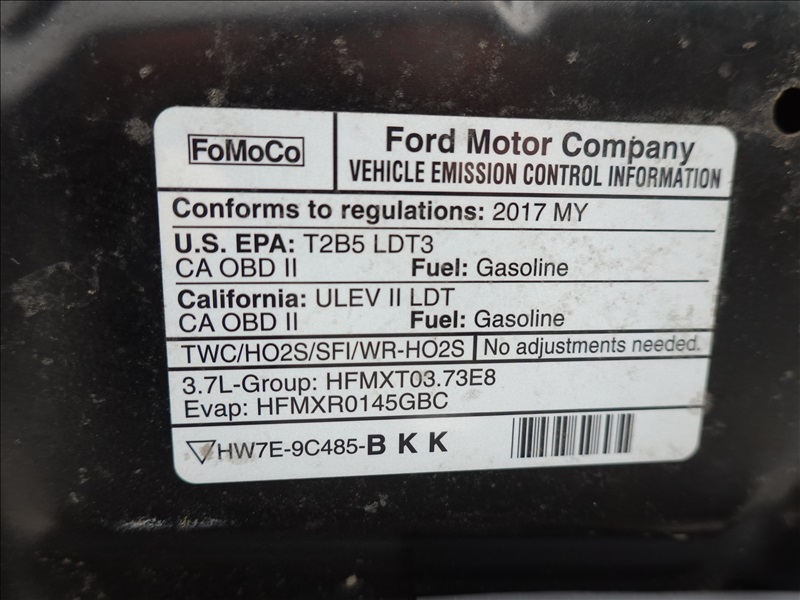 FoMoCo
Ford Motor Company
VEHICLE EMISSION CONTROL INFORMATION
Conforms to regulations: 2017 MY
U.S. EPA: T2B5 LDT3
CA OBD II Fuel: Gasoline
California: ULEV II LDT
CA OBD II Fuel: Gasoline
TWC/HO2S/SFI/WR-HO2S No adjustments needed.
3.7L-Group: HFMXT03.73E8
Evap: HFMXR0145GBC
HW7E-9C485-BKK